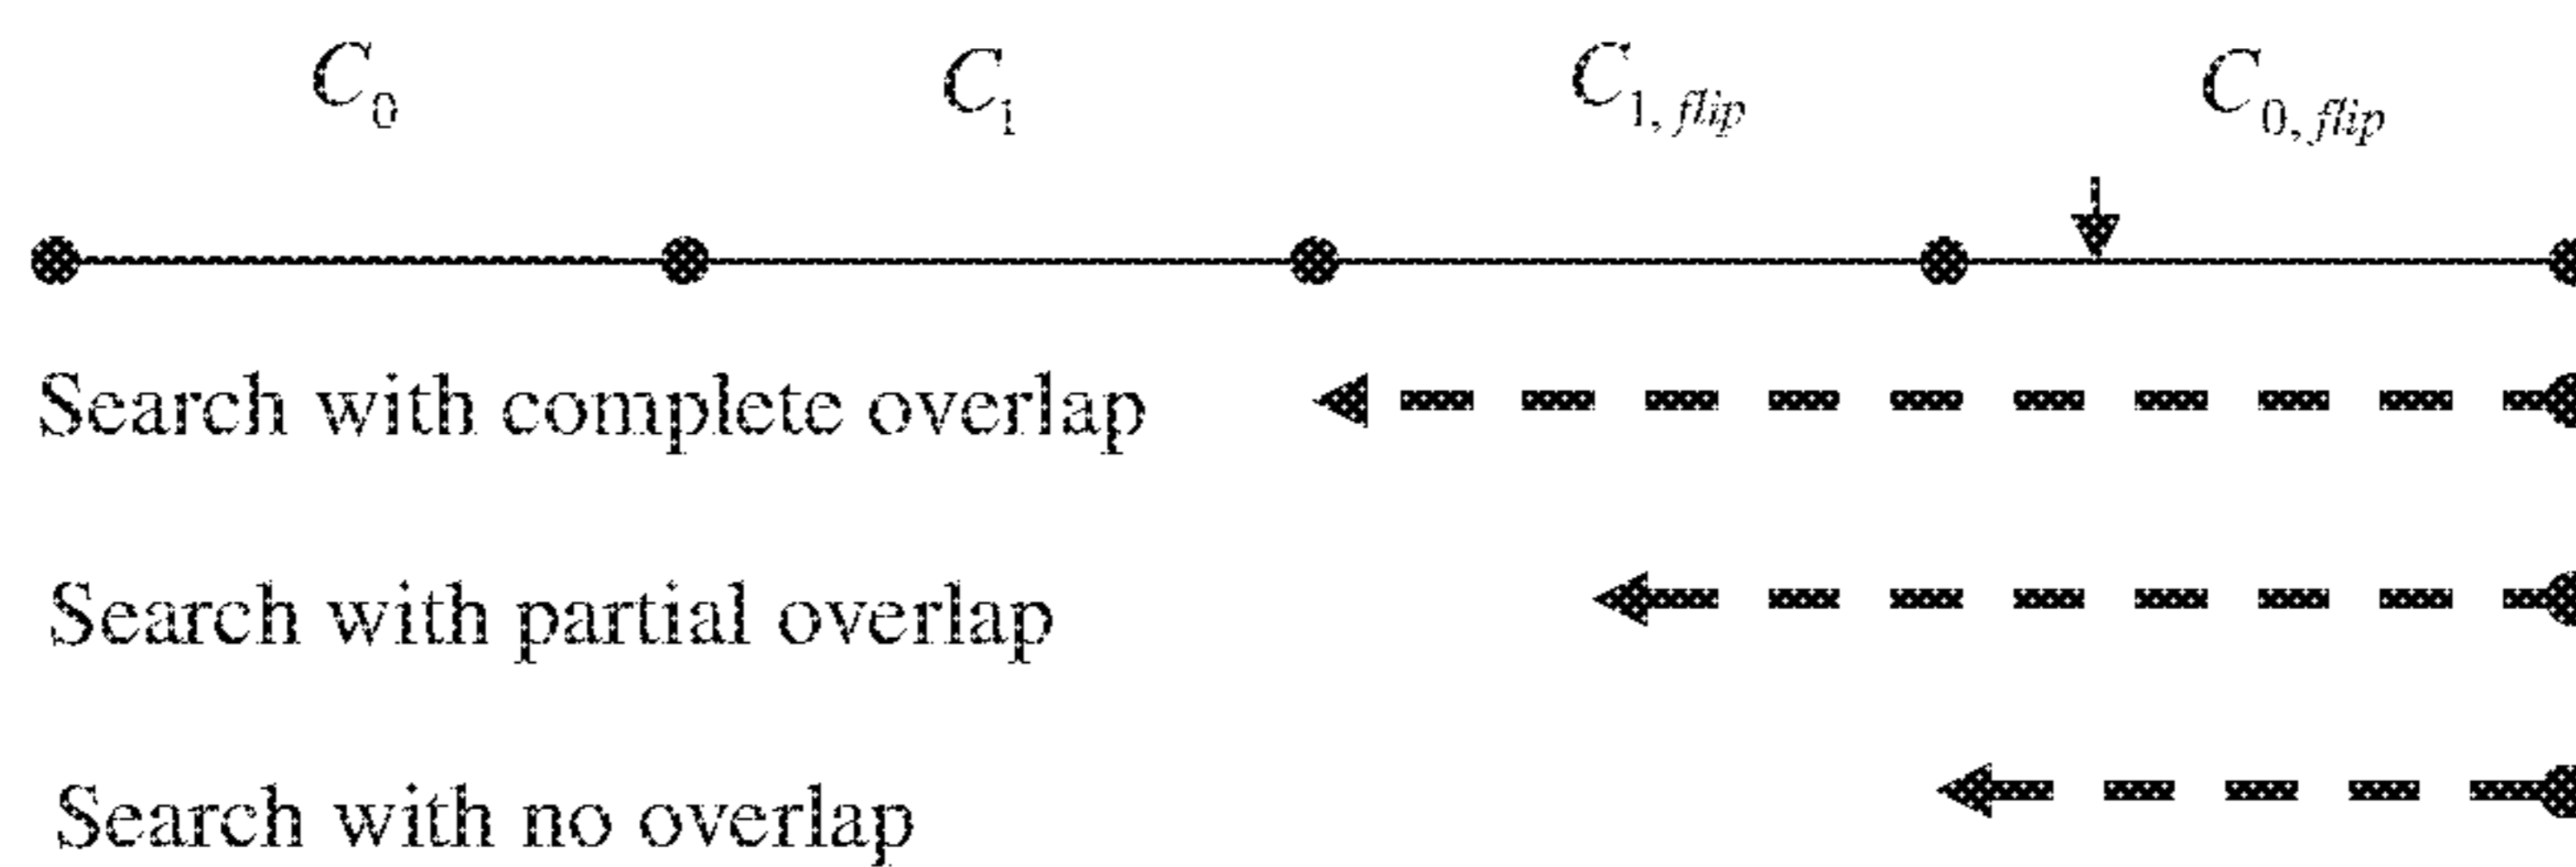 C₀ C₁ C₁, flip C₀, flip
Search with complete overlap
Search with partial overlap
Search with no overlap